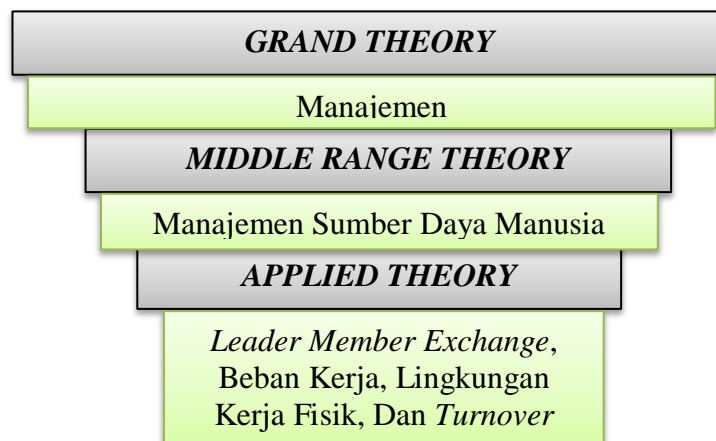 GRAND THEORY
Manajemen
MIDDLE RANGE THEORY
Manajemen Sumber Daya Manusia
APPLIED THEORY
Leader Member Exchange,
Beban Kerja, Lingkungan
Kerja Fisik, Dan Turnover